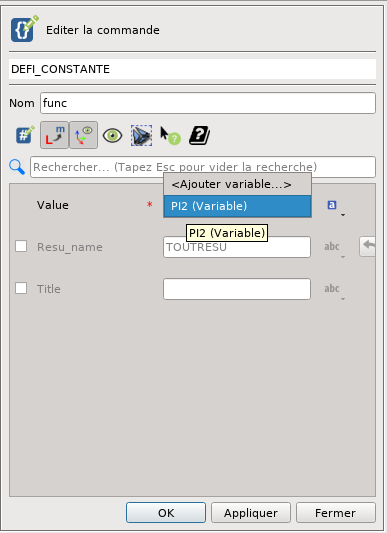 Editer la commande
DEFI_CONSTANTE
Nom func
Rechercher... (Tapez Esc pour vider la recherche)
<Ajouter variable...>
Value * PI2 (Variable) a
PI2 (Variable)
Resu_name TOUTRESU abc
Title abc
OK Appliquer Fermer